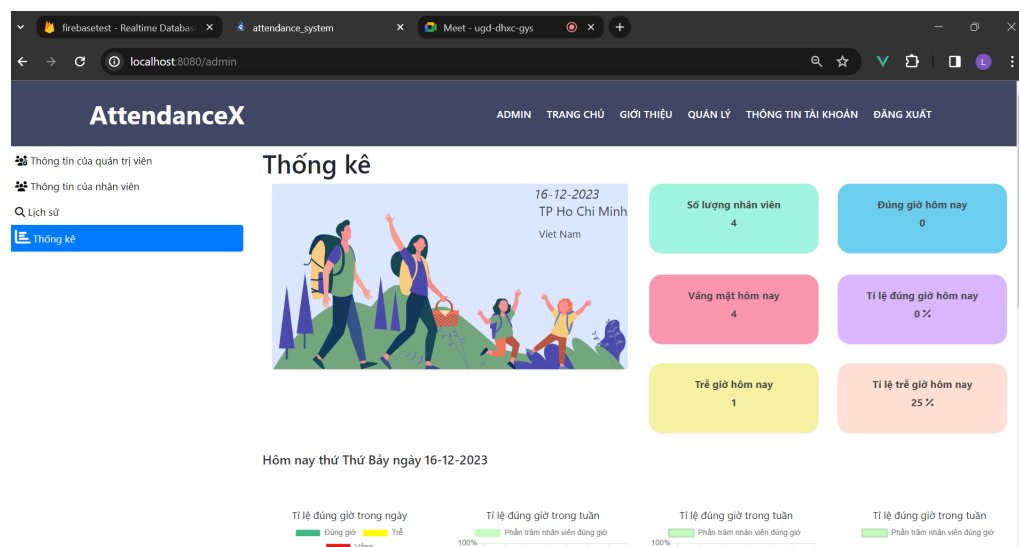 firebasetest - Realtime Databas
attendance_system
Meet - ugd-dhxc-gys
localhost:8080/admin
L
AttendanceX
ADMIN TRANG CHỦ GIỚI THIỆU QUẢN LÝ THÔNG TIN TÀI KHOẢN ĐĂNG XUẤT
Thông tin của quản trị viên
Thông tin của nhân viên
Lịch sử
Thống kê
Thống kê
16-12-2023
TP Ho Chi Minh
Viet Nam
Số lượng nhân viên
4
Đúng giờ hôm nay
0
Vắng mặt hôm nay
4
Tỉ lệ đúng giờ hôm nay
0 %
Trễ giờ hôm nay
1
Tỉ lệ trễ giờ hôm nay
25 %
Hôm nay thứ Thứ Bảy ngày 16-12-2023
Tỉ lệ đúng giờ trong ngày
Đúng giờ Trễ
Vắng
Tỉ lệ đúng giờ trong tuần
Phần trăm nhân viên đúng giờ
100%
Tỉ lệ đúng giờ trong tuần
Phần trăm nhân viên đúng giờ
100%
Tỉ lệ đúng giờ trong tuần
Phần trăm nhân viên đúng giờ